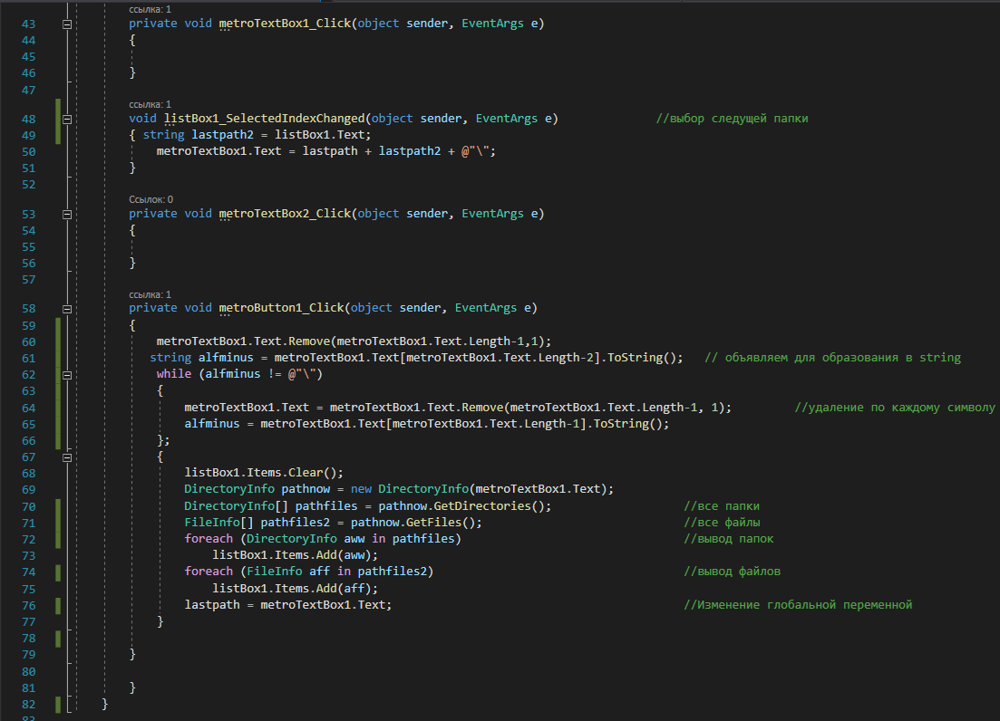 ссылка: 1
43 private void metroTextBox1_Click(object sender, EventArgs e)
44 {
45
46 }
47
ссылка: 1
48 void listBox1_SelectedIndexChanged(object sender, EventArgs e) //выбор следущей папки
49 { string lastpath2 = listBox1.Text;
50 metroTextBox1.Text = lastpath + lastpath2 + @"\";
51 }
52
Ссылок: 0
53 private void metroTextBox2_Click(object sender, EventArgs e)
54 {
55
56 }
57
ссылка: 1
58 private void metroButton1_Click(object sender, EventArgs e)
59 {
60 metroTextBox1.Text.Remove(metroTextBox1.Text.Length-1,1);
61 string alfminus = metroTextBox1.Text[metroTextBox1.Text.Length-2].ToString(); // объявляем для образования в string
62 while (alfminus != @"\")
63 {
64 metroTextBox1.Text = metroTextBox1.Text.Remove(metroTextBox1.Text.Length-1, 1); //удаление по каждому символу
65 alfminus = metroTextBox1.Text[metroTextBox1.Text.Length-1].ToString();
66 };
67 {
68 listBox1.Items.Clear();
69 DirectoryInfo pathnow = new DirectoryInfo(metroTextBox1.Text);
70 DirectoryInfo[] pathfiles = pathnow.GetDirectories(); //все папки
71 FileInfo[] pathfiles2 = pathnow.GetFiles(); //все файлы
72 foreach (DirectoryInfo aww in pathfiles) //вывод папок
73 listBox1.Items.Add(aww);
74 foreach (FileInfo aff in pathfiles2) //вывод файлов
75 listBox1.Items.Add(aff);
76 lastpath = metroTextBox1.Text; //Изменение глобальной переменной
77 }
78
79 }
80
81 }
82 }
83